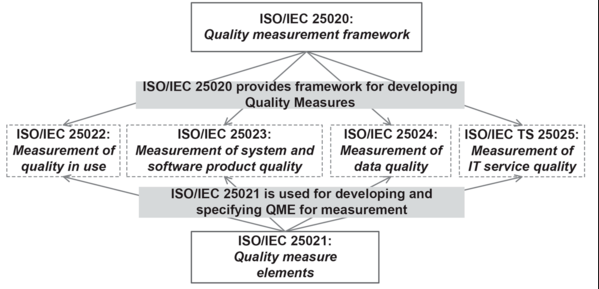 ISO/IEC 25020:
Quality measurement framework
ISO/IEC 25020 provides framework for developing
Quality Measures
ISO/IEC 25022:
Measurement of
quality in use
ISO/IEC 25023:
Measurement of system and
software product quality
ISO/IEC 25024:
Measurement of
data quality
ISO/IEC TS 25025:
Measurement of
IT service quality
ISO/IEC 25021 is used for developing and
specifying QME for measurement
ISO/IEC 25021:
Quality measure
elements